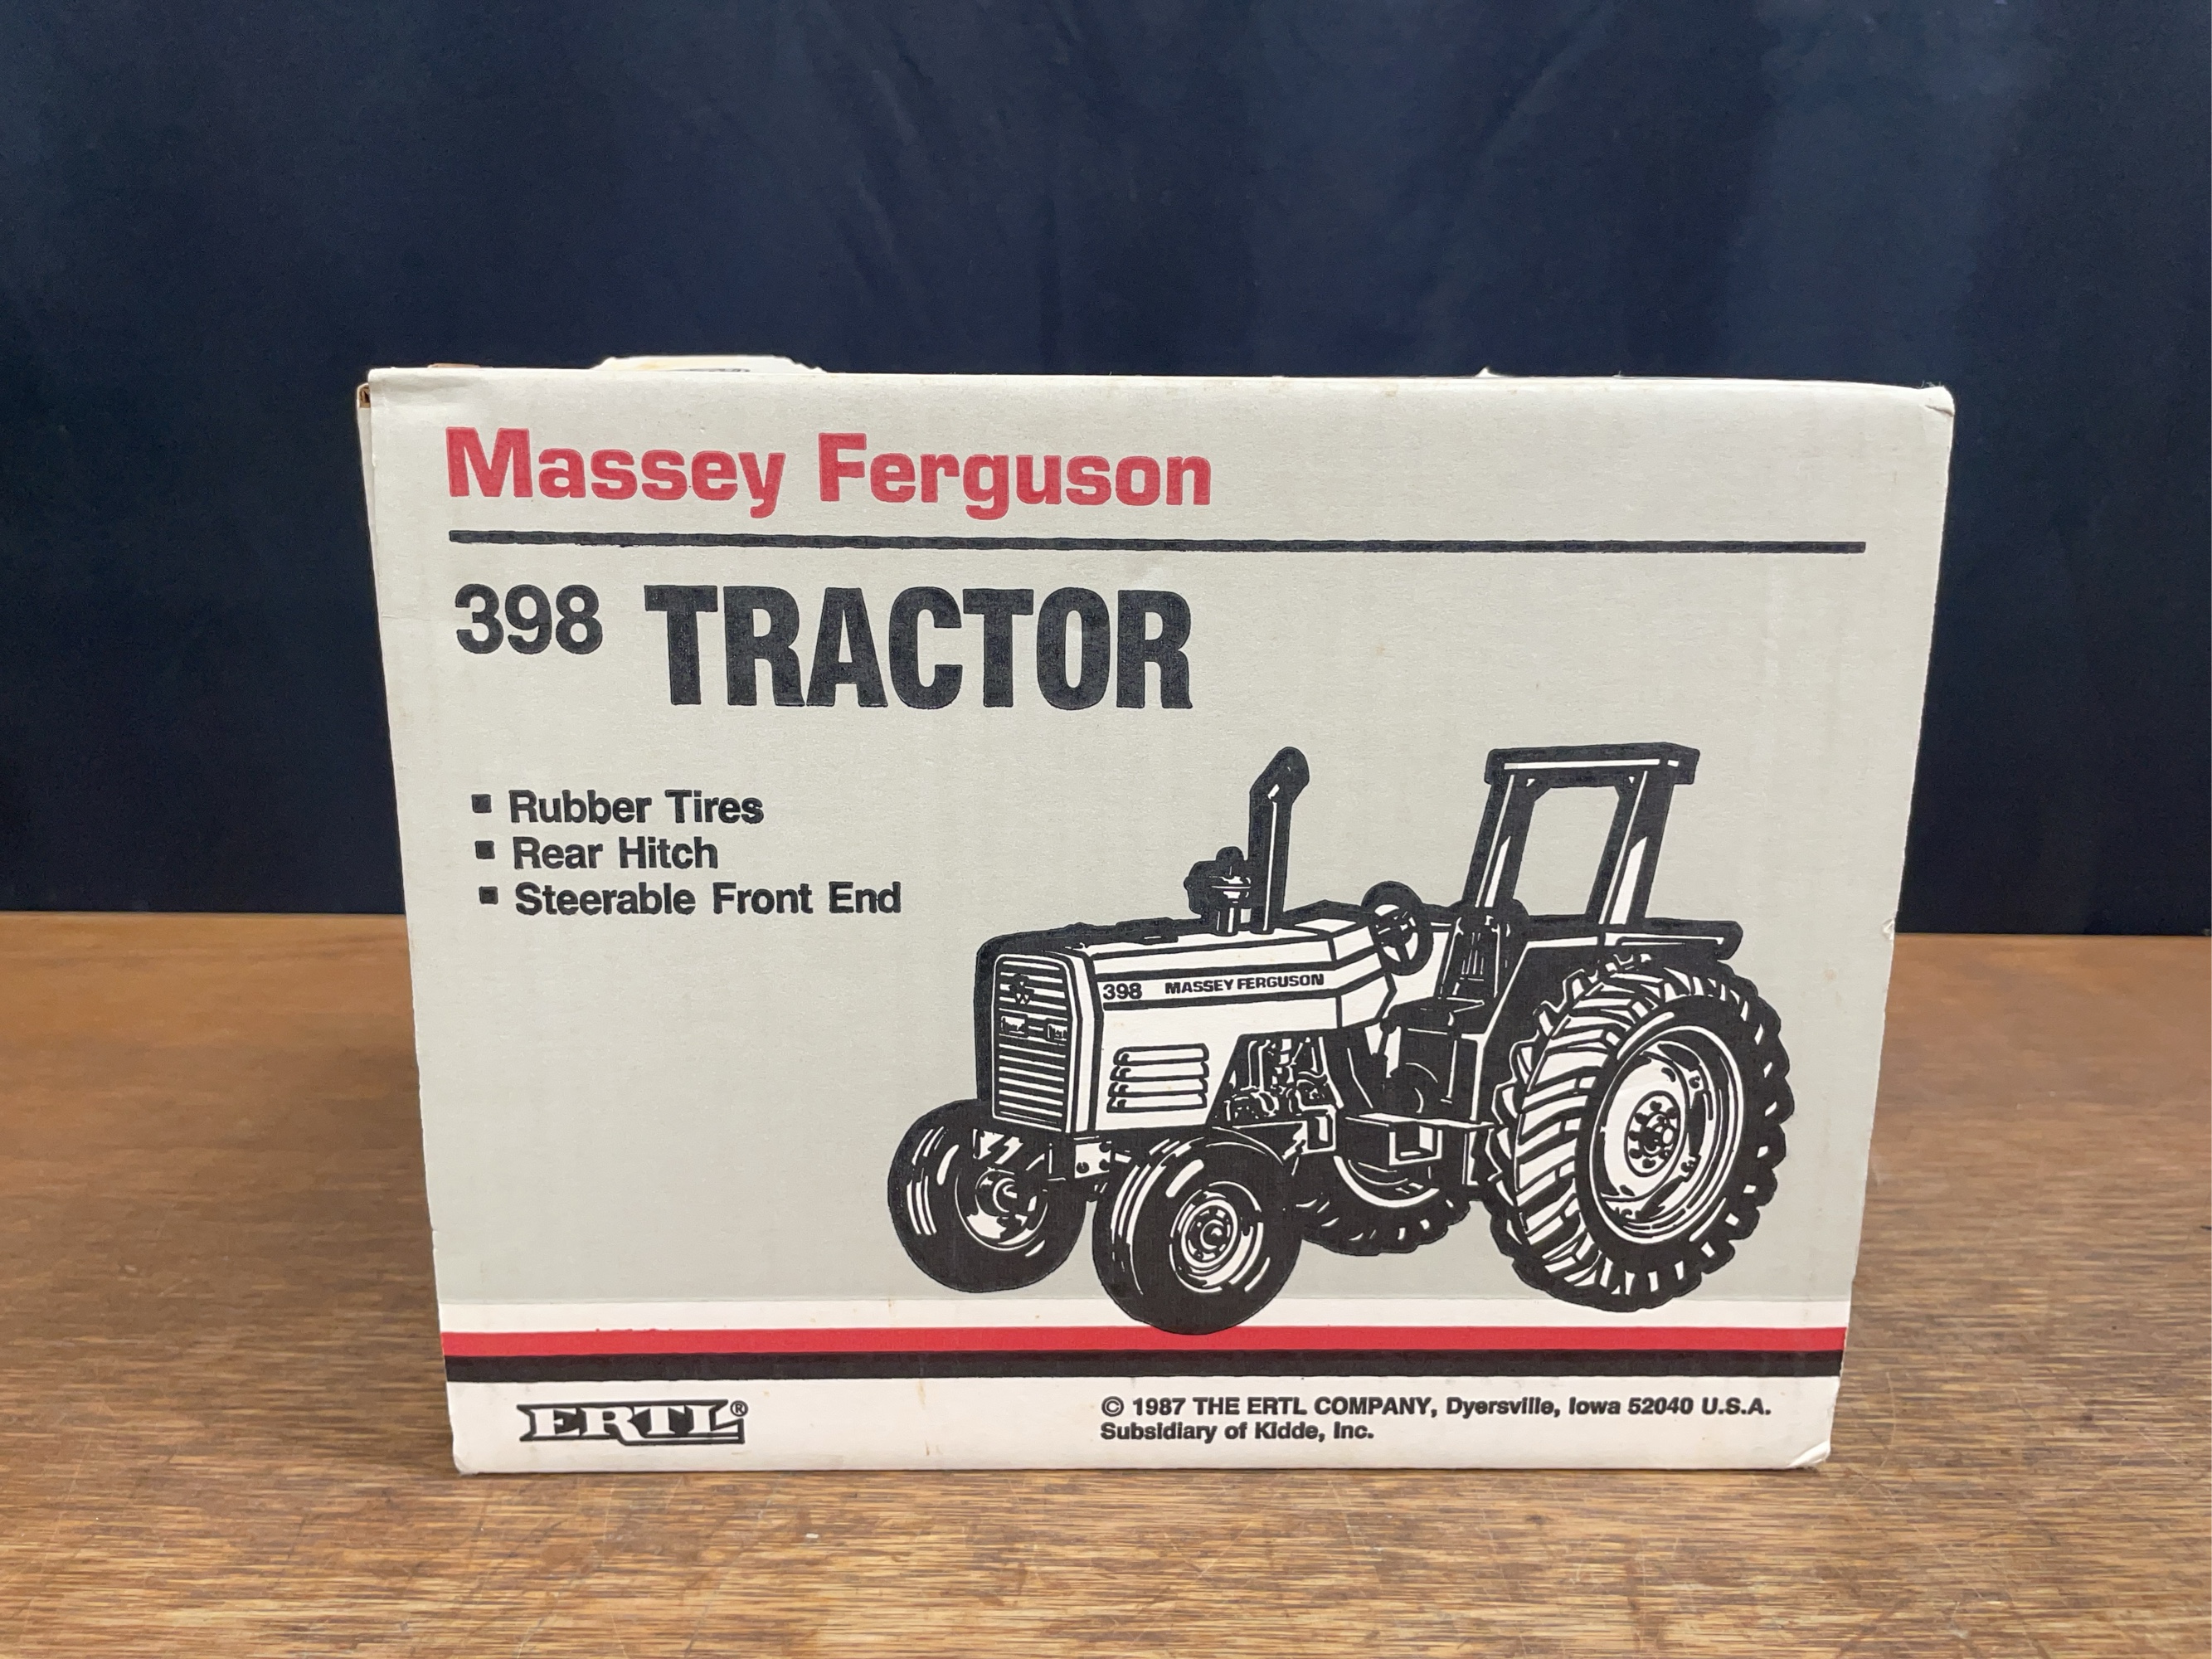 Massey Ferguson
398 TRACTOR
▪ Rubber Tires
▪ Rear Hitch
▪ Steerable Front End
398 MASSEY FERGUSON
ERTL®
© 1987 THE ERTL COMPANY, Dyersville, Iowa 52040 U.S.A.
Subsidiary of Kidde, Inc.